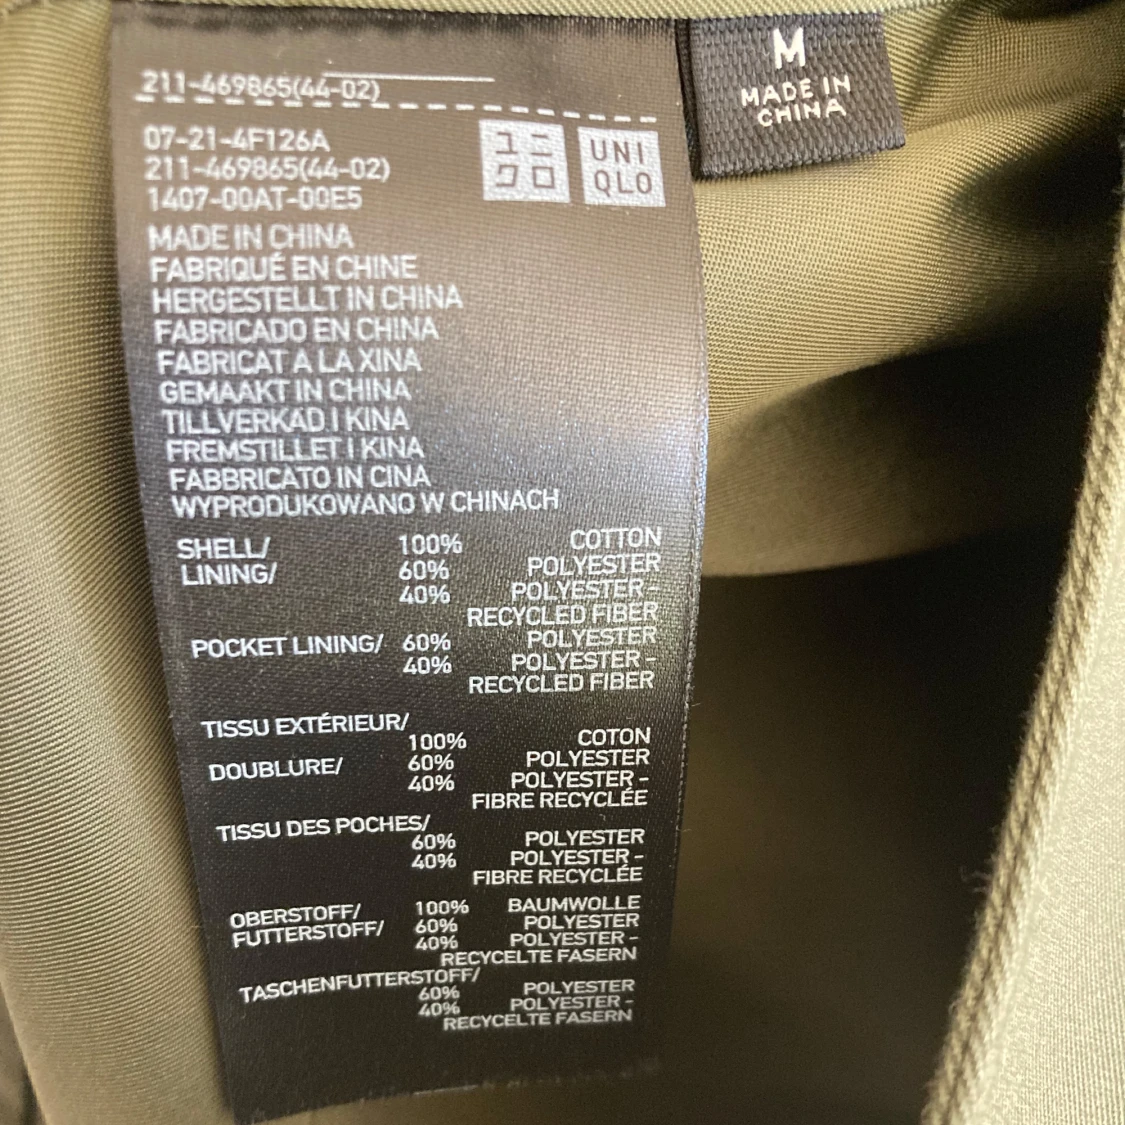 211-469865(44-02)
07-21-4F126A
211-469865(44-02)
1407-00AT-00E5
ユニ
クロ
UNI
QLO
M
MADE IN
CHINA
MADE IN CHINA
FABRIQUÉ EN CHINE
HERGESTELLT IN CHINA
FABRICADO EN CHINA
FABRICAT A LA XINA
GEMAAKT IN CHINA
TILLVERKAD I KINA
FREMSTILLET I KINA
FABBRICATO IN CINA
WYPRODUKOWANO W CHINACH
SHELL/ 100% COTTON
LINING/ 60% POLYESTER
40% POLYESTER-
RECYCLED FIBER
POCKET LINING/ 60% POLYESTER
40% POLYESTER-
RECYCLED FIBER
TISSU EXTÉRIEUR/
100% COTON
DOUBLURE/ 60% POLYESTER
40% POLYESTER-
FIBRE RECYCLÉE
TISSU DES POCHES/
60% POLYESTER
40% POLYESTER-
FIBRE RECYCLÉE
OBERSTOFF/ 100% BAUMWOLLE
FUTTERSTOFF/ 60% POLYESTER
40% POLYESTER-
RECYCELTE FASERN
TASCHENFUTTERSTOFF/
60% POLYESTER
40% POLYESTER-
RECYCELTE FASERN